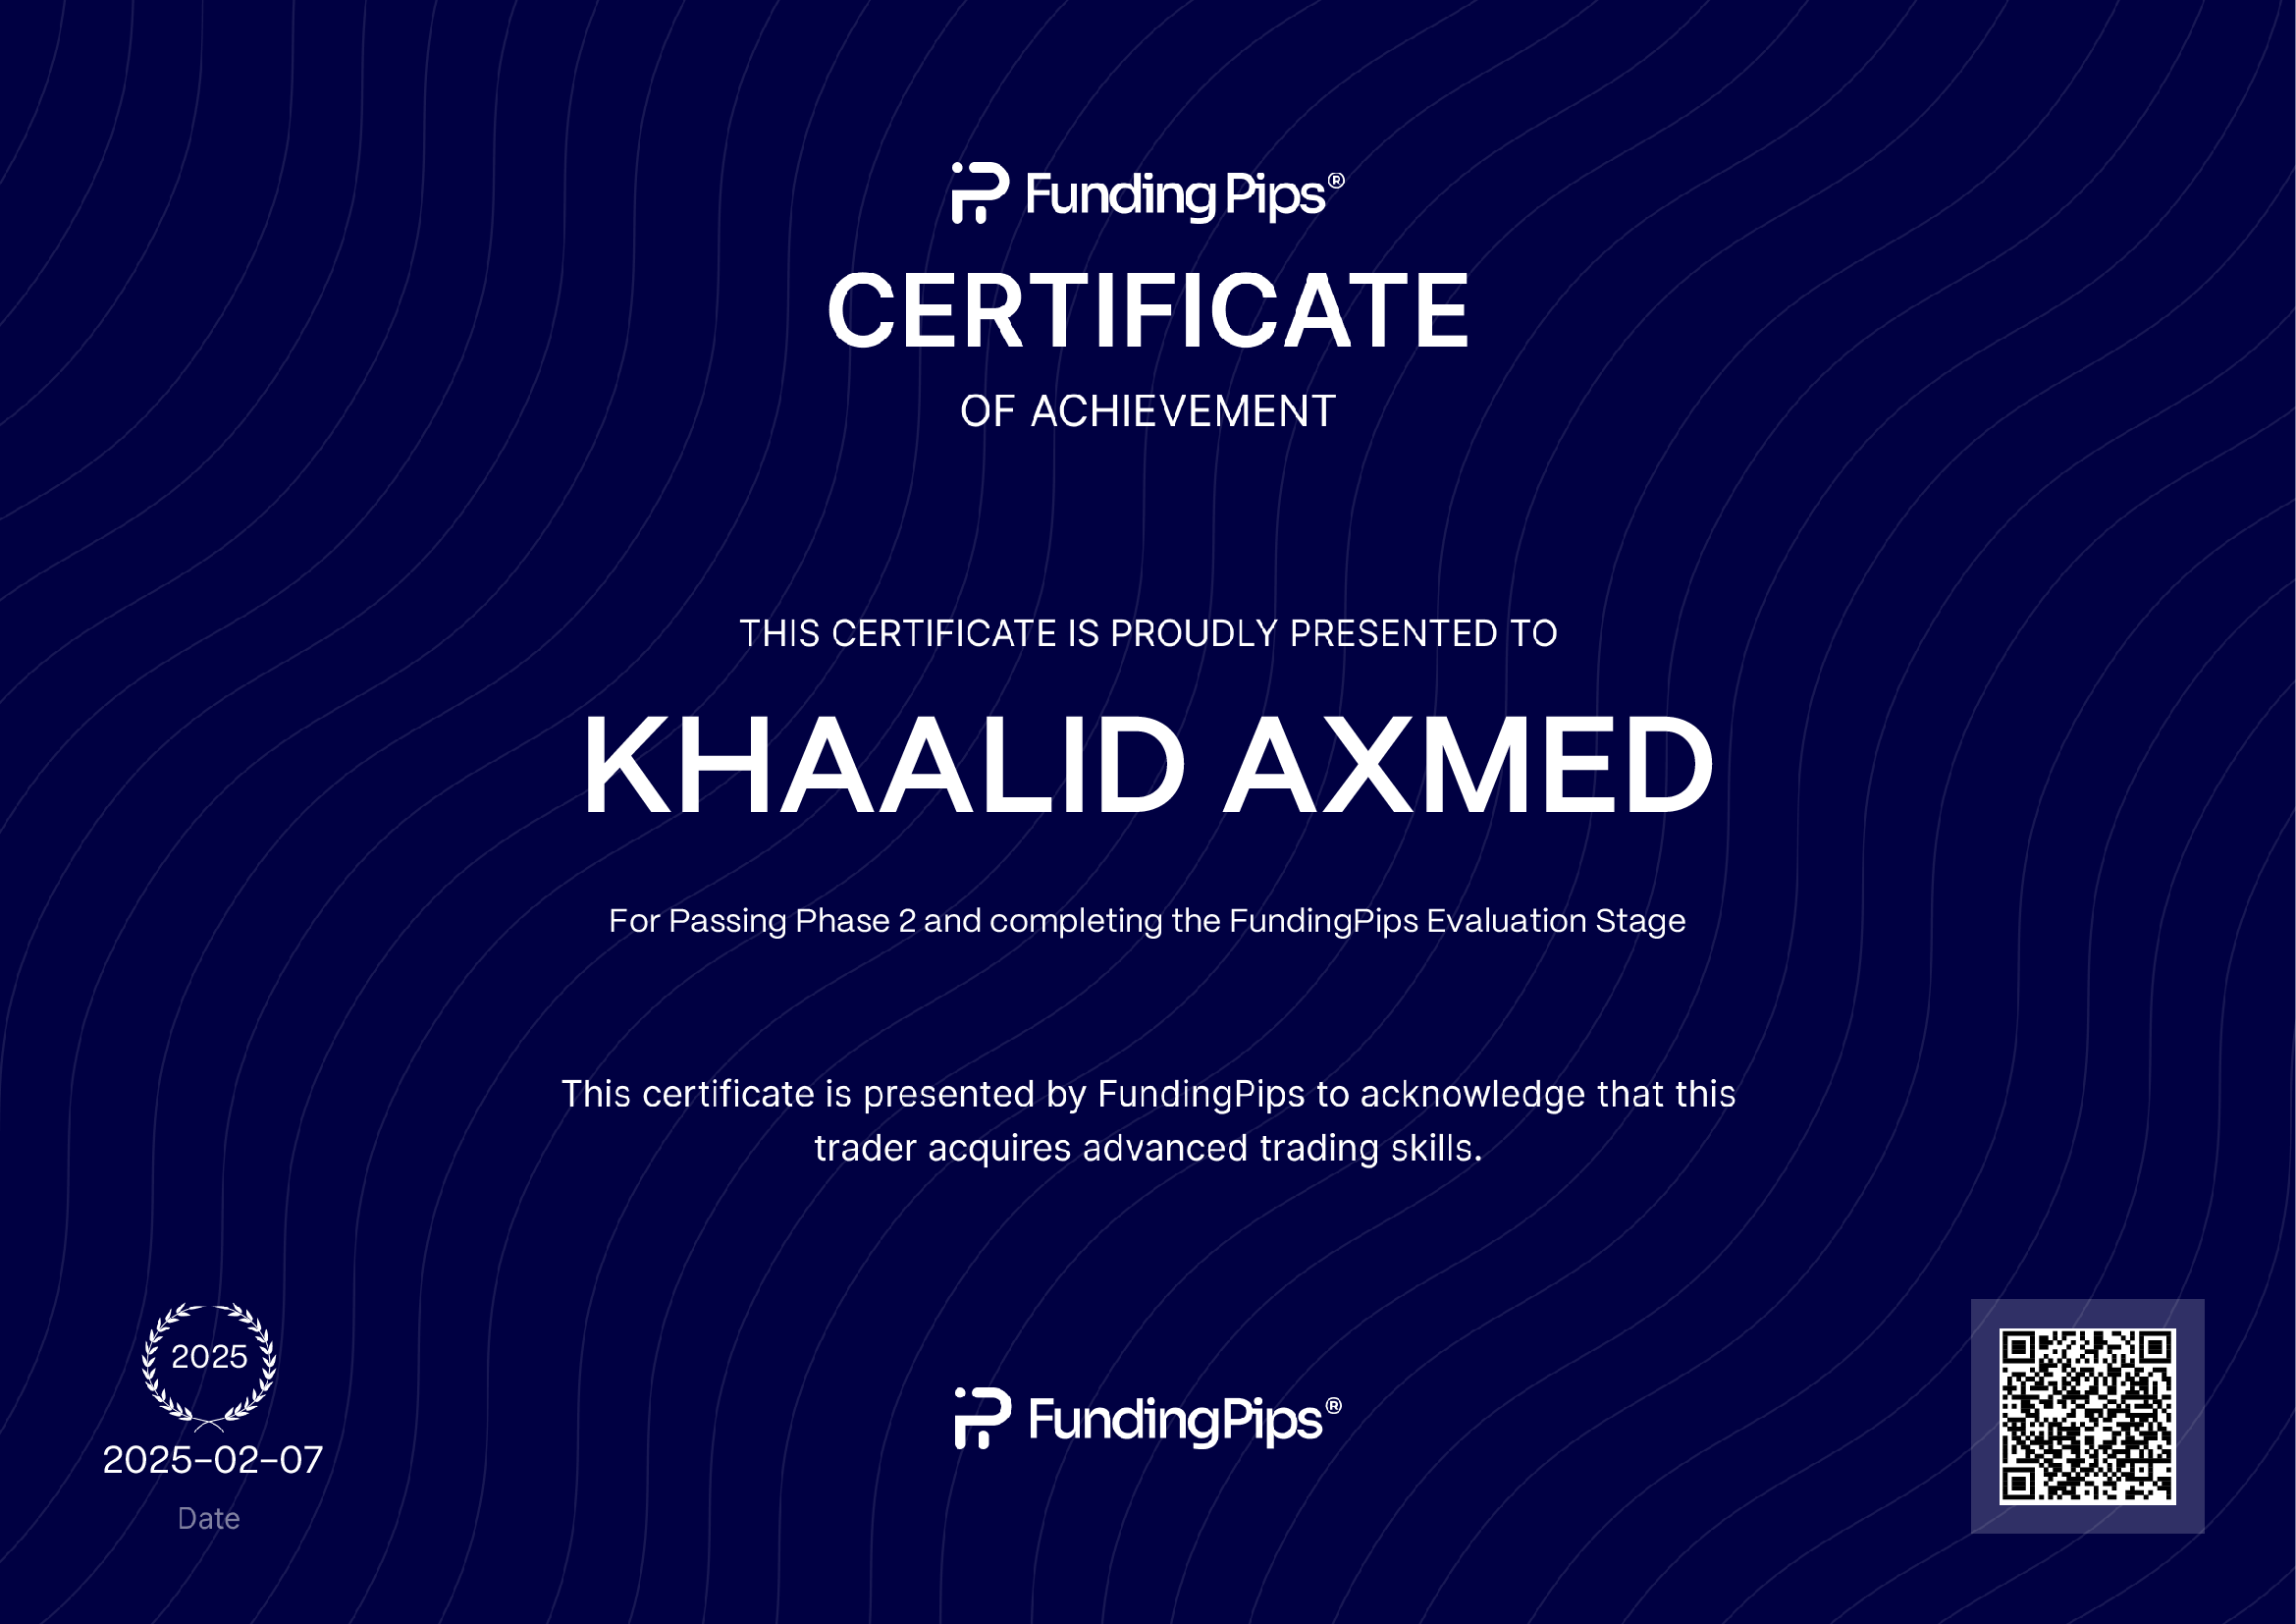 FundingPips®
CERTIFICATE
OF ACHIEVEMENT
THIS CERTIFICATE IS PROUDLY PRESENTED TO
KHAALID AXMED
For Passing Phase 2 and completing the FundingPips Evaluation Stage
This certificate is presented by FundingPips to acknowledge that this
trader acquires advanced trading skills.
2025
2025-02-07
Date
FundingPips®